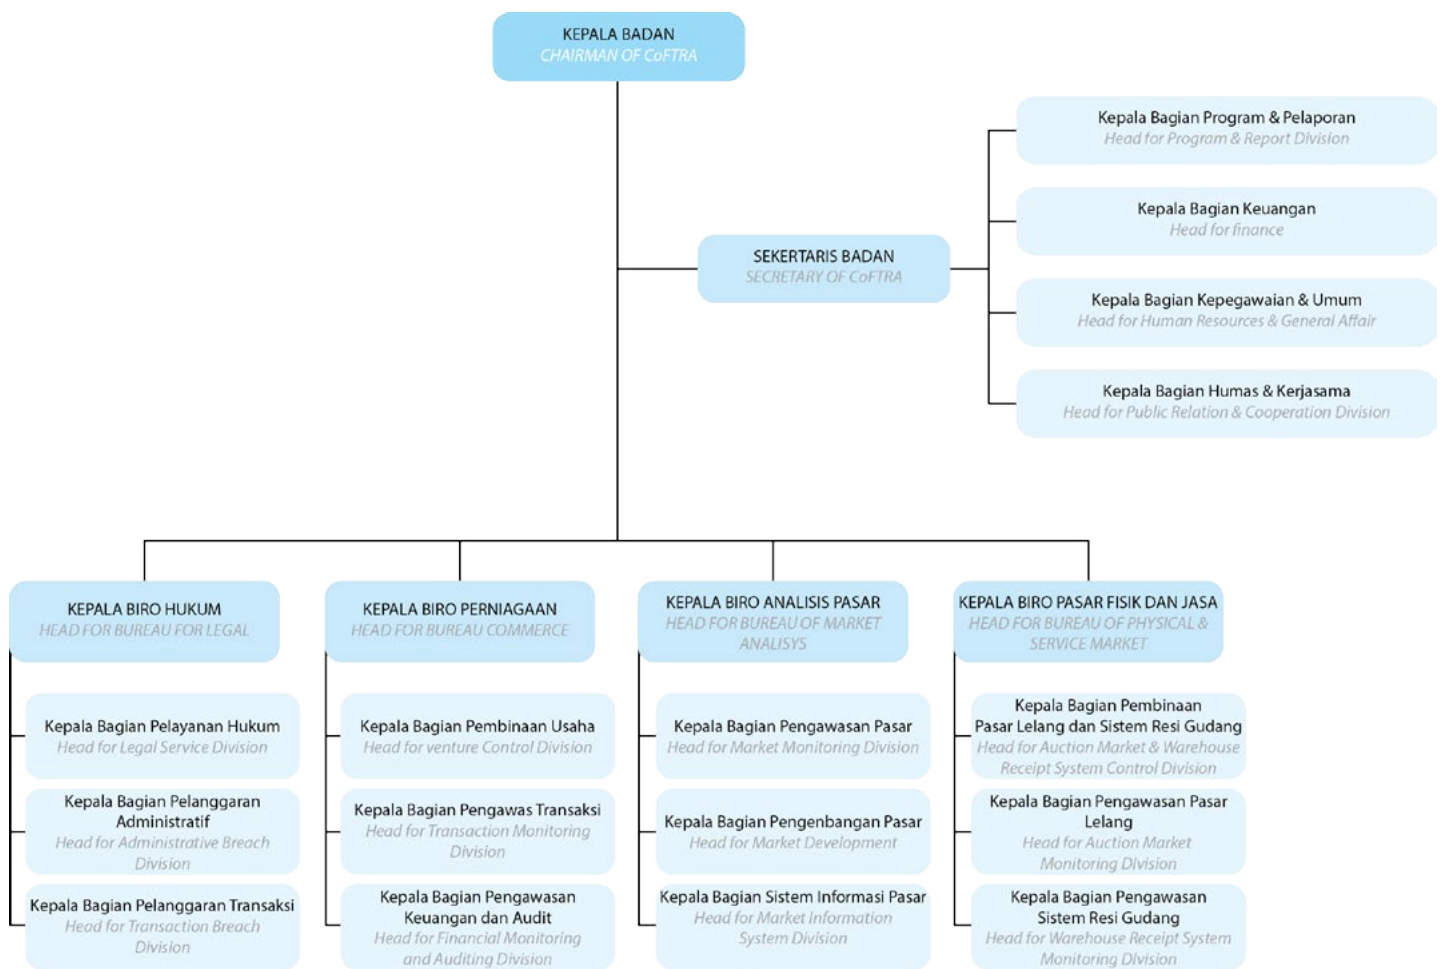 KEPALA BADAN
CHAIRMAN OF CoFTRA
Kepala Bagian Program & Pelaporan
Head for Program & Report Division
Kepala Bagian Keuangan
Head for finance
SEKERTARIS BADAN
SECRETARY OF CoFTRA
Kepala Bagian Kepegawaian & Umum
Head for Human Resources & General Affair
Kepala Bagian Humas & Kerjasama
Head for Public Relation & Cooperation Division
KEPALA BIRO HUKUM
HEAD FOR BUREAU FOR LEGAL
Kepala Bagian Pelayanan Hukum
Head for Legal Service Division
Kepala Bagian Pelanggaran
Administratif
Head for Administrative Breach
Division
Kepala Bagian Pelanggaran Transaksi
Head for Transaction Breach
Division
KEPALA BIRO PERNIAGAAN
HEAD FOR BUREAU COMMERCE
Kepala Bagian Pembinaan Usaha
Head for venture Control Division
Kepala Bagian Pengawas Transaksi
Head for Transaction Monitoring
Division
Kepala Bagian Pengawasan
Keuangan dan Audit
Head for Financial Monitoring
and Auditing Division
KEPALA BIRO ANALISIS PASAR
HEAD FOR BUREAU OF MARKET
ANALISYS
Kepala Bagian Pengawasan Pasar
Head for Market Monitoring Division
Kepala Bagian Pengenbangan Pasar
Head for Market Development
Kepala Bagian Sistem Informasi Pasar
Head for Market Information
System Division
KEPALA BIRO PASAR FISIK DAN JASA
HEAD FOR BUREAU OF PHYSICAL &
SERVICE MARKET
Kepala Bagian Pembinaan
Pasar Lelang dan Sistem Resi Gudang
Head for Auction Market & Warehouse
Receipt System Control Division
Kepala Bagian Pengawasan Pasar
Lelang
Head for Auction Market
Monitoring DIvision
Kepala Bagian Pengawasan
Sistem Resi Gudang
Head for Warehouse Receipt System
Monitoring DIvision